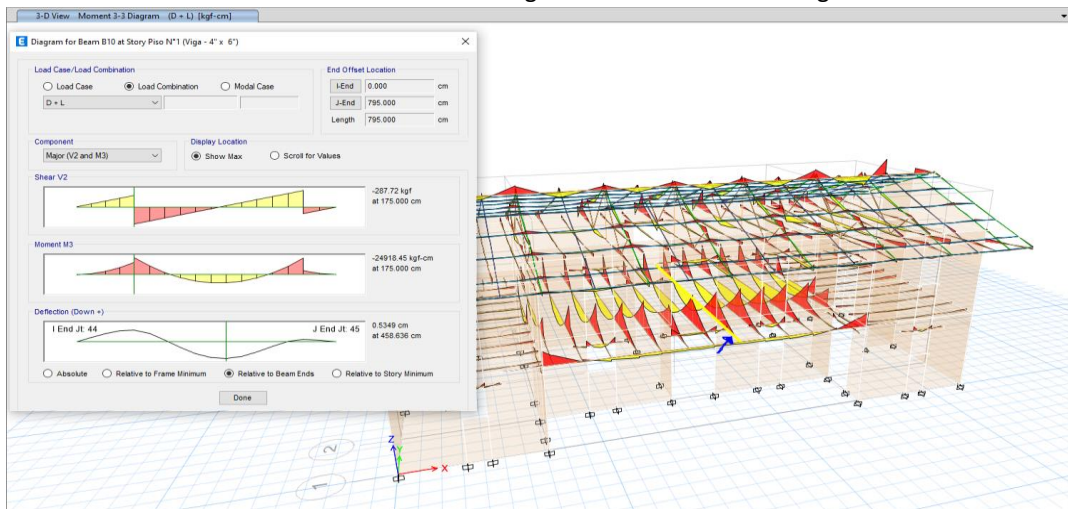 3-D View Moment 3-3 Diagram (D + L) [kgf-cm]
E Diagram for Beam B10 at Story Piso N°1 (Viga - 4" x 6")
Load Case/Load Combination
Load Case Load Combination Modal Case
D + L
End Offset Location
I-End 0.000 cm
J-End 795.000 cm
Length 795.000 cm
Component
Major (V2 and M3)
Display Location
Show Max Scroll for Values
Shear V2
-287.72 kgf
at 175.000 cm
Moment M3
-24918.45 kgf-cm
at 175.000 cm
Deflection (Down +)
I End Jt: 44 J End Jt: 45
0.5349 cm
at 458.636 cm
Absolute Relative to Frame Minimum Relative to Beam Ends Relative to Story Minimum
Done
2
1
Z
Y
X